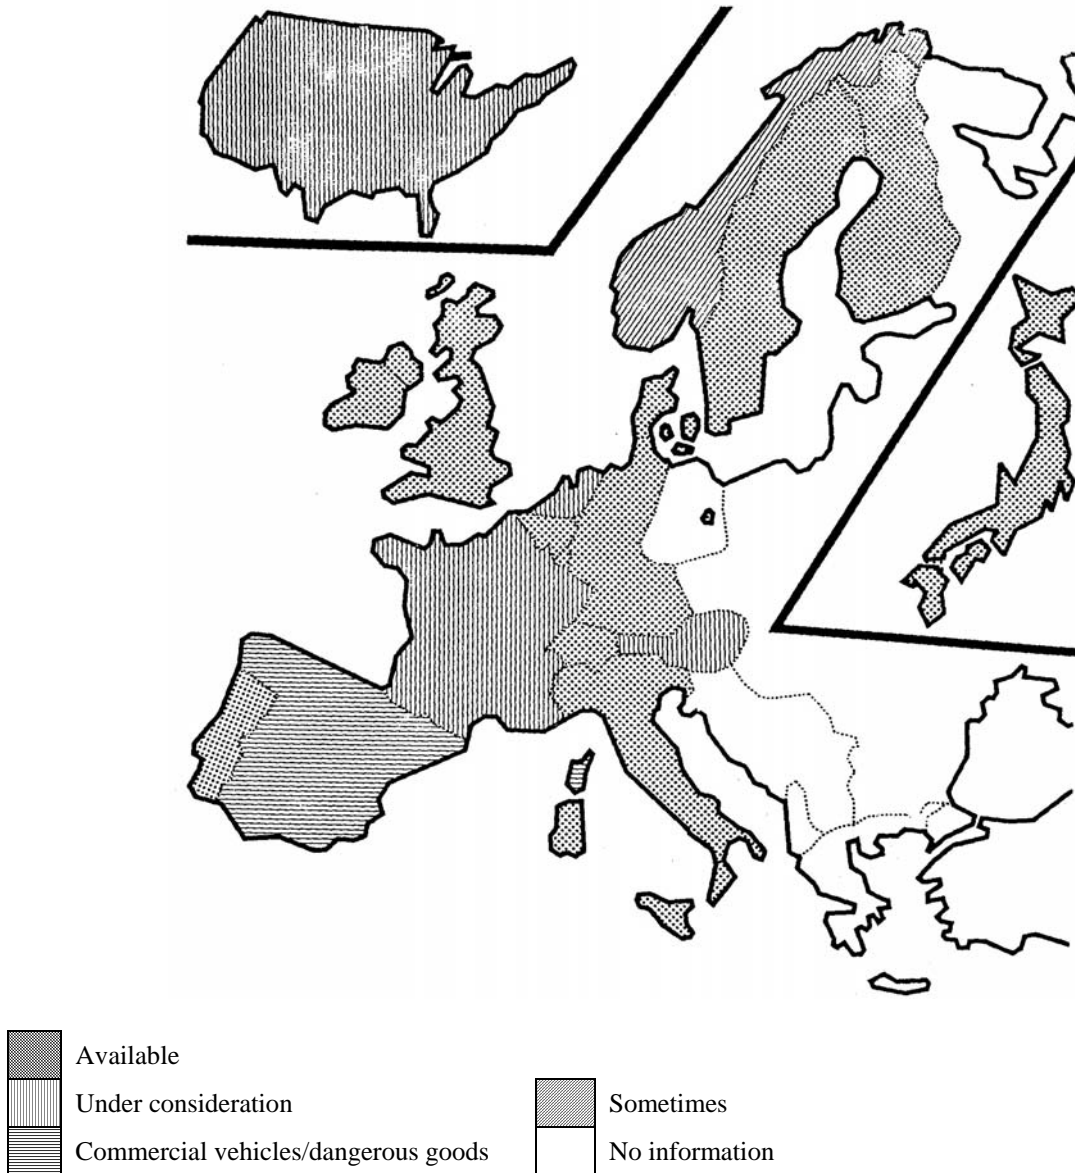 Available
Under consideration
Sometimes
Commercial vehicles/dangerous goods
No information